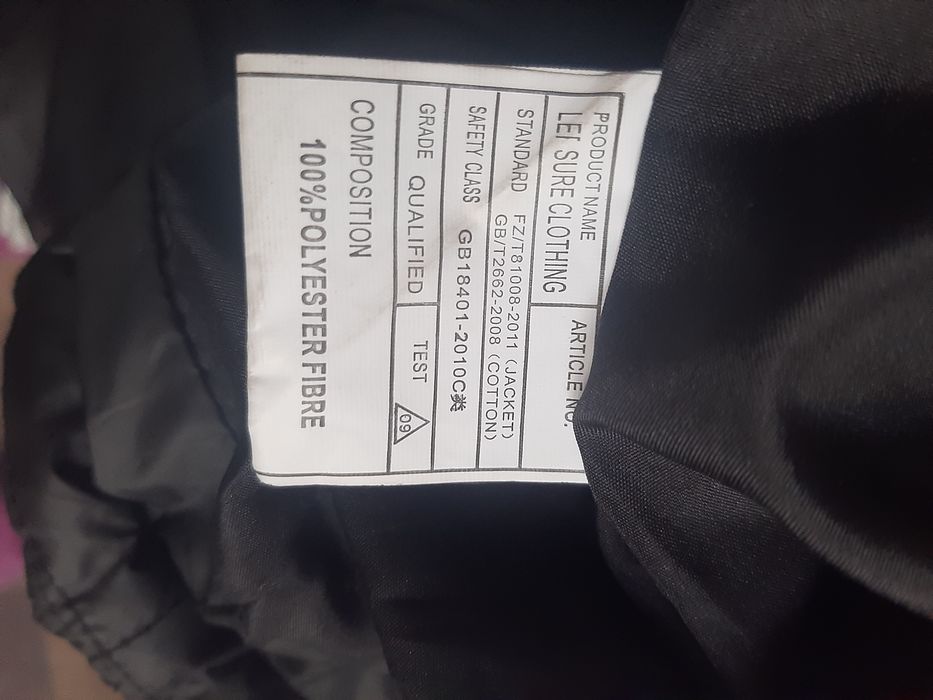 PRODUCT NAME
LEI SURE CLOTHING
ARTICLE NO.
STANDARD FZ/T81008-2011 (JACKET)
GB/T2662-2008 (COTTON)
SAFETY CLASS GB18401-2010C类
GRADE QUALIFIED TEST 09
COMPOSITION
100%POLYESTER FIBRE